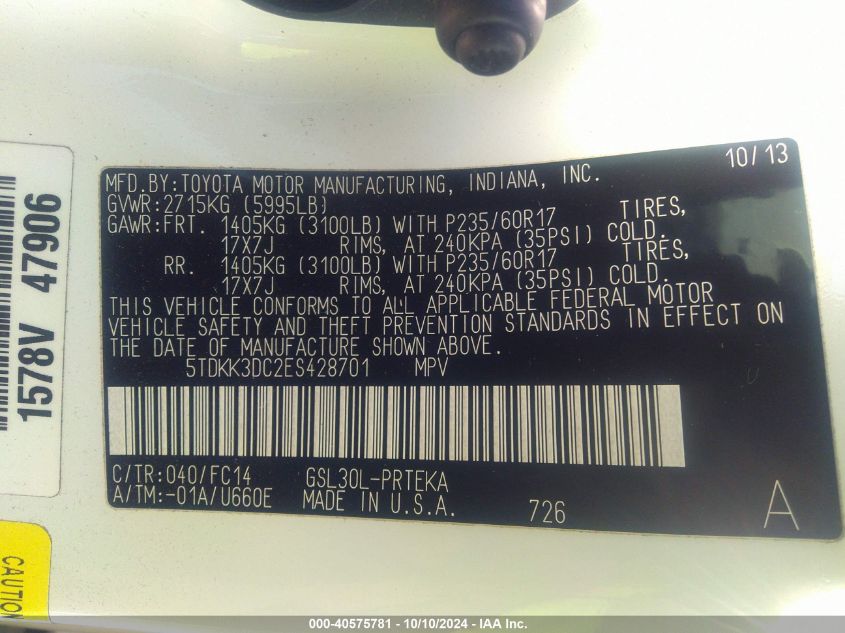 10/13
MFD.BY:TOYOTA MOTOR MANUFACTURING, INDIANA, INC.
GVWR:2715KG (5995LB)
GAWR:FRT. 1405KG (3100LB) WITH P235/60R17 TIRES,
17X7J RIMS, AT 240KPA (35PSI) COLD.
RR. 1405KG (3100LB) WITH P235/60R17 TIRES,
17X7J RIMS, AT 240KPA (35PSI) COLD.
THIS VEHICLE CONFORMS TO ALL APPLICABLE FEDERAL MOTOR
VEHICLE SAFETY AND THEFT PREVENTION STANDARDS IN EFFECT ON
THE DATE OF MANUFACTURE SHOWN ABOVE.
5TDKK3DC2ES428701 MPV
C/TR:040/FC14 GSL30L-PRTEKA
A/TM:-01A/U660E MADE IN U.S.A. 726 A
1578V 47906
CAUTION
000-40575781 - 10/10/2024 - IAA Inc.